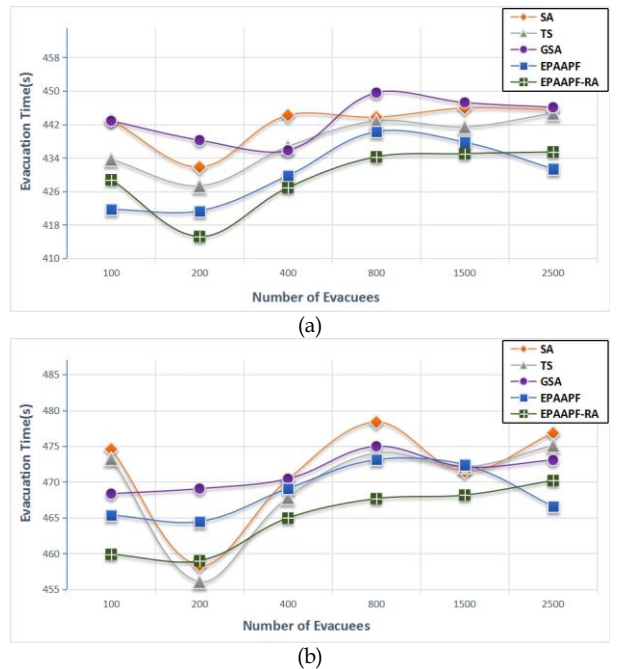 SA
TS
GSA
EPAAPF
EPAAPF-RA
Evacuation Time(s)
458
450
442
434
426
418
410
100 200 400 800 1500 2500
Number of Evacuees
(a)
SA
TS
GSA
EPAAPF
EPAAPF-RA
Evacuation Time(s)
485
480
475
470
465
460
455
100 200 400 800 1500 2500
Number of Evacuees
(b)